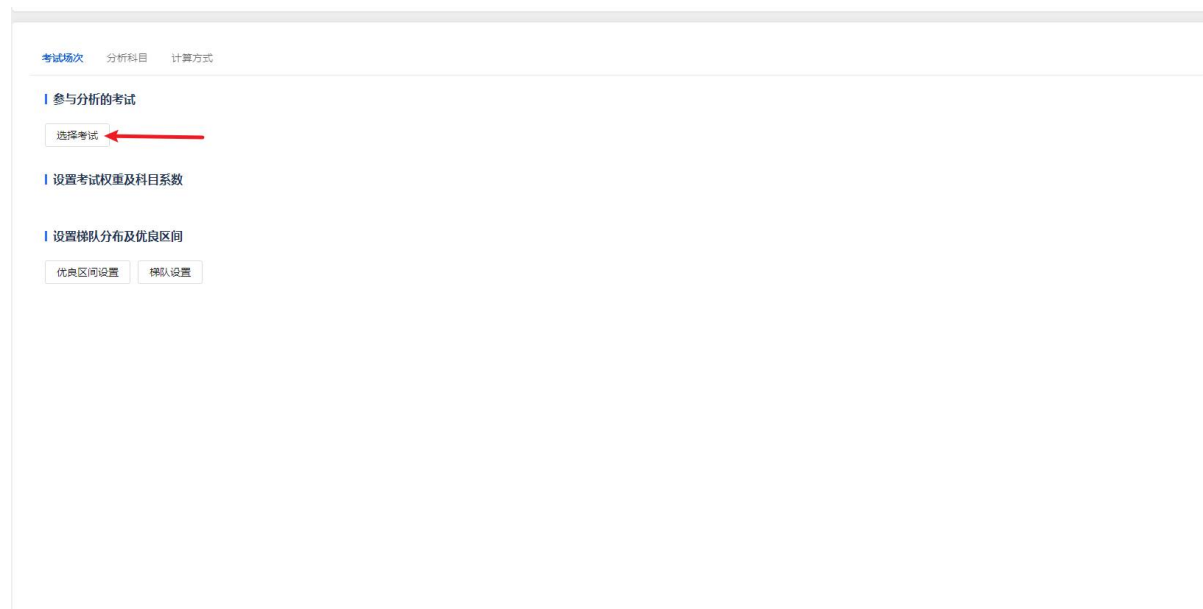 考试场次 分析科目 计算方式
参与分析的考试
选择考试
设置考试权重及科目系数
设置梯队分布及优良区间
优良区间设置 梯队设置